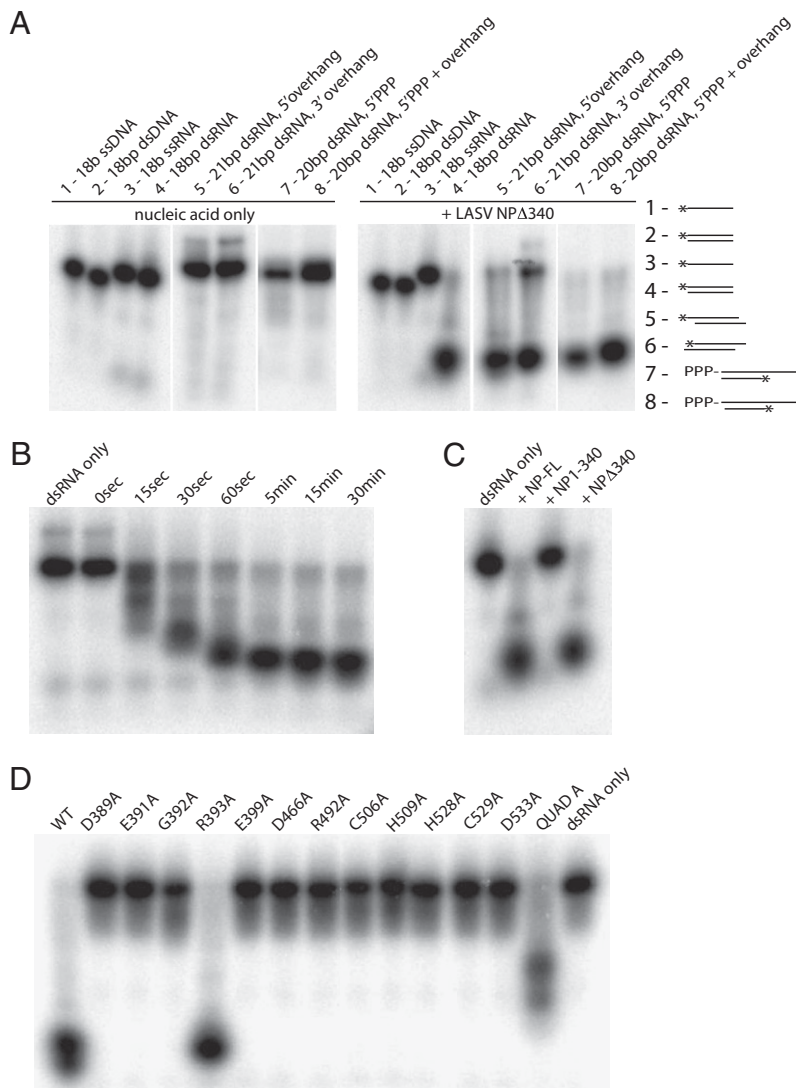 A
1 - 18b ssDNA
2 - 18bp dsDNA
3 - 18b ssRNA
4 - 18bp dsRNA
5 - 21bp dsRNA, 5'overhang
6 - 21bp dsRNA, 3' overhang
7 - 20bp dsRNA, 5'PPP
8 - 20bp dsRNA, 5'PPP + overhang
1 - 18b ssDNA
2 - 18bp dsDNA
3 - 18b ssRNA
4 - 18bp dsRNA
5 - 21bp dsRNA, 5'overhang
6 - 21bp dsRNA, 3' overhang
7 - 20bp dsRNA, 5'PPP
8 - 20bp dsRNA, 5'PPP + overhang
nucleic acid only
+ LASV NPΔ340
1 - *
2 - *
3 - *
4 - *
5 - *
6 - *
7 - PPP- *
8 - PPP- *
B
dsRNA only
0sec
15sec
30sec
60sec
5min
15min
30min
C
dsRNA only
+ NP-FL
+ NP1-340
+ NPΔ340
D
WT
D389A
E391A
G392A
R393A
E399A
D466A
R492A
C506A
H509A
H528A
C529A
D533A
QUAD A
dsRNA only